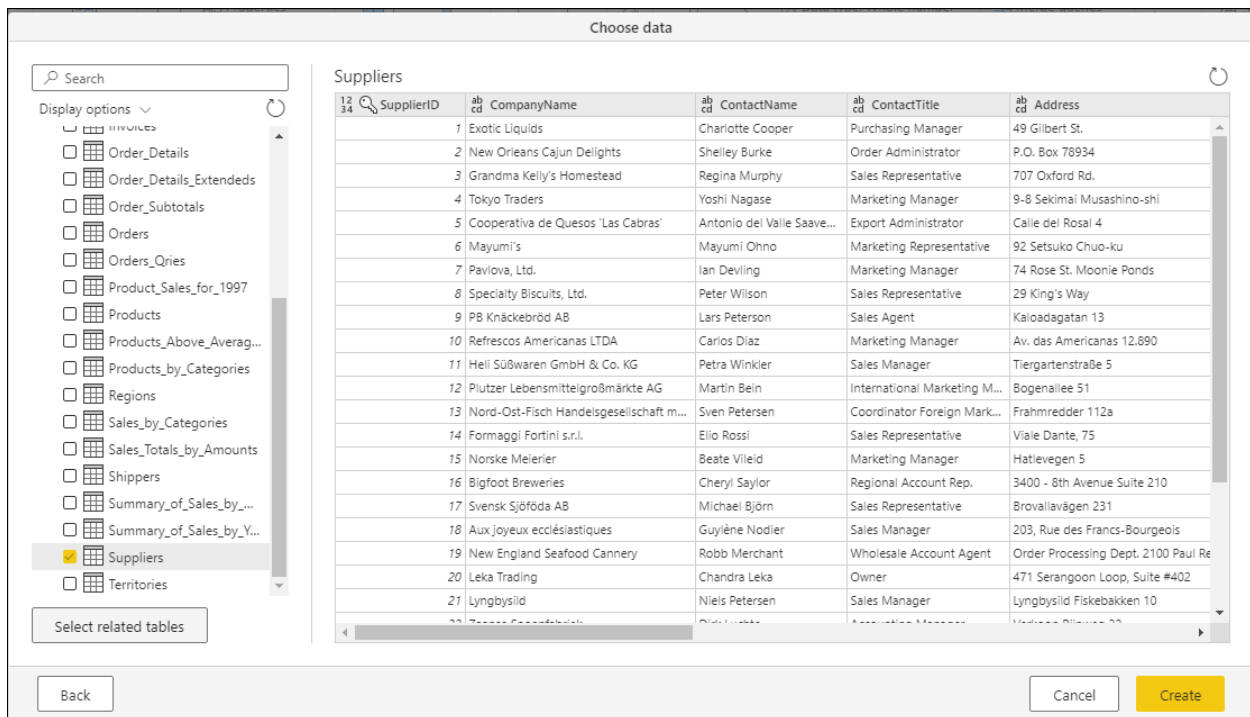 Choose data
Search
Display options
Invoices
Order_Details
Order_Details_Extendeds
Order_Subtotals
Orders
Orders_Qries
Product_Sales_for_1997
Products
Products_Above_Averag...
Products_by_Categories
Regions
Sales_by_Categories
Sales_Totals_by_Amounts
Shippers
Summary_of_Sales_by_...
Summary_of_Sales_by_Y...
Suppliers
Territories
Select related tables
Suppliers
12 34 SupplierID ab cd CompanyName ab cd ContactName ab cd ContactTitle ab cd Address
1 Exotic Liquids Charlotte Cooper Purchasing Manager 49 Gilbert St.
2 New Orleans Cajun Delights Shelley Burke Order Administrator P.O. Box 78934
3 Grandma Kelly's Homestead Regina Murphy Sales Representative 707 Oxford Rd.
4 Tokyo Traders Yoshi Nagase Marketing Manager 9-8 Sekimai Musashino-shi
5 Cooperativa de Quesos 'Las Cabras' Antonio del Valle Saave... Export Administrator Calle del Rosal 4
6 Mayumi's Mayumi Ohno Marketing Representative 92 Setsuko Chuo-ku
7 Pavlova, Ltd. Ian Devling Marketing Manager 74 Rose St. Moonie Ponds
8 Specialty Biscuits, Ltd. Peter Wilson Sales Representative 29 King's Way
9 PB Knäckebröd AB Lars Peterson Sales Agent Kaloadagatan 13
10 Refrescos Americanas LTDA Carlos Diaz Marketing Manager Av. das Americanas 12.890
11 Heli Süßwaren GmbH & Co. KG Petra Winkler Sales Manager Tiergartenstraße 5
12 Plutzer Lebensmittelgroßmärkte AG Martin Bein International Marketing M... Bogenallee 51
13 Nord-Ost-Fisch Handelsgesellschaft m... Sven Petersen Coordinator Foreign Mark... Frahmredder 112a
14 Formaggi Fortini s.r.l. Elio Rossi Sales Representative Viale Dante, 75
15 Norske Meierier Beate Vileid Marketing Manager Hatlevegen 5
16 Bigfoot Breweries Cheryl Saylor Regional Account Rep. 3400 - 8th Avenue Suite 210
17 Svensk Sjöföda AB Michael Björn Sales Representative Brovallavägen 231
18 Aux joyeux ecclésiastiques Guylène Nodier Sales Manager 203, Rue des Francs-Bourgeois
19 New England Seafood Cannery Robb Merchant Wholesale Account Agent Order Processing Dept. 2100 Paul Re
20 Leka Trading Chandra Leka Owner 471 Serangoon Loop, Suite #402
21 Lyngbysild Niels Petersen Sales Manager Lyngbysild Fiskebakken 10
Back
Cancel
Create